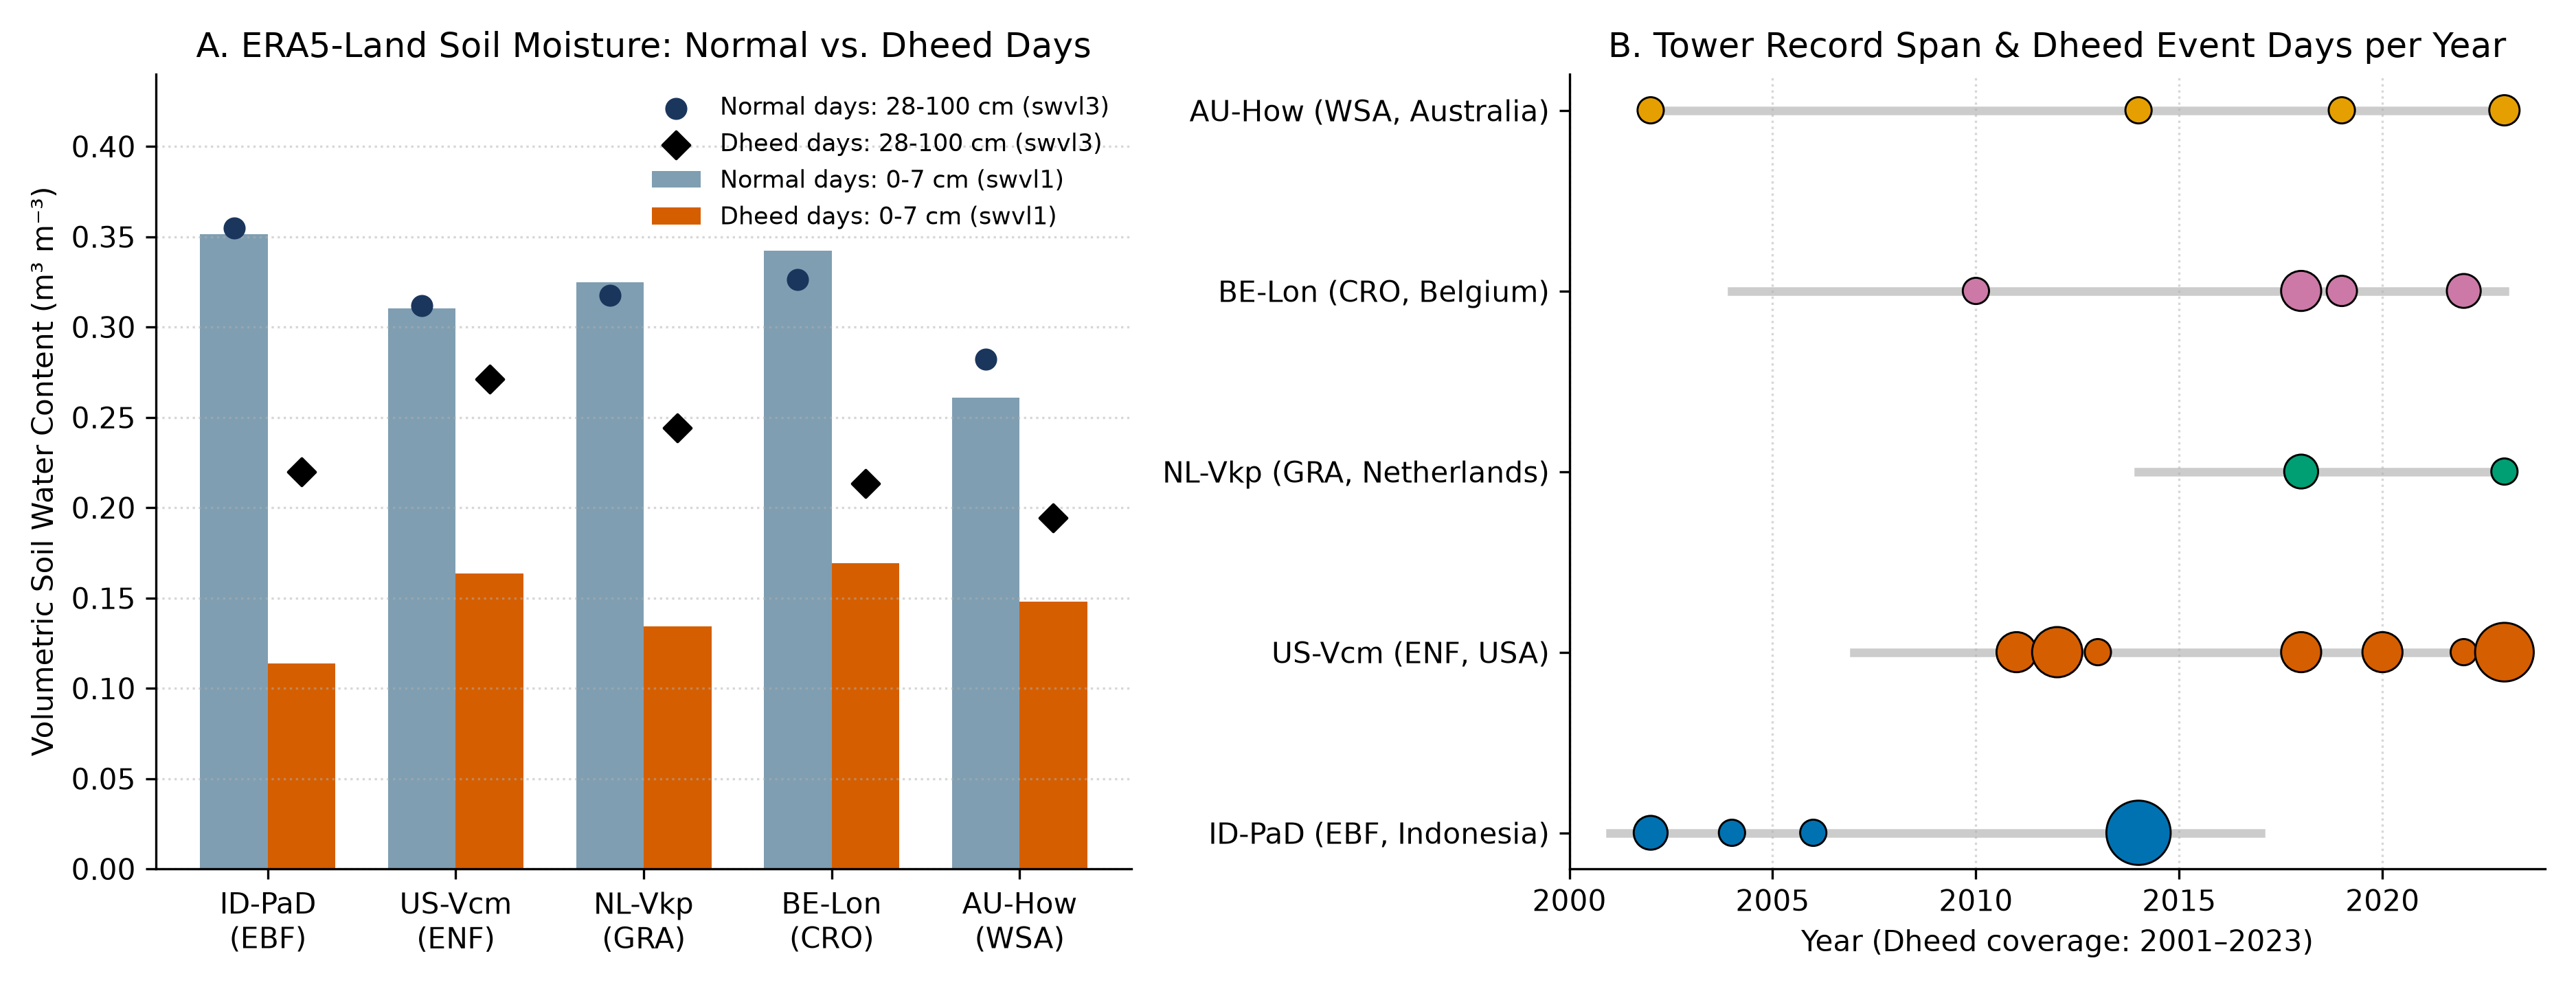 A. ERA5-Land Soil Moisture: Normal vs. Dheed Days
Volumetric Soil Water Content (m³ m⁻³)
0.40
0.35
0.30
0.25
0.20
0.15
0.10
0.05
0.00
Normal days: 28-100 cm (swvl3)
Dheed days: 28-100 cm (swvl3)
Normal days: 0-7 cm (swvl1)
Dheed days: 0-7 cm (swvl1)
ID-PaD
(EBF)
US-Vcm
(ENF)
NL-Vkp
(GRA)
BE-Lon
(CRO)
AU-How
(WSA)
B. Tower Record Span & Dheed Event Days per Year
AU-How (WSA, Australia)
BE-Lon (CRO, Belgium)
NL-Vkp (GRA, Netherlands)
US-Vcm (ENF, USA)
ID-PaD (EBF, Indonesia)
2000
2005
2010
2015
2020
Year (Dheed coverage: 2001–2023)